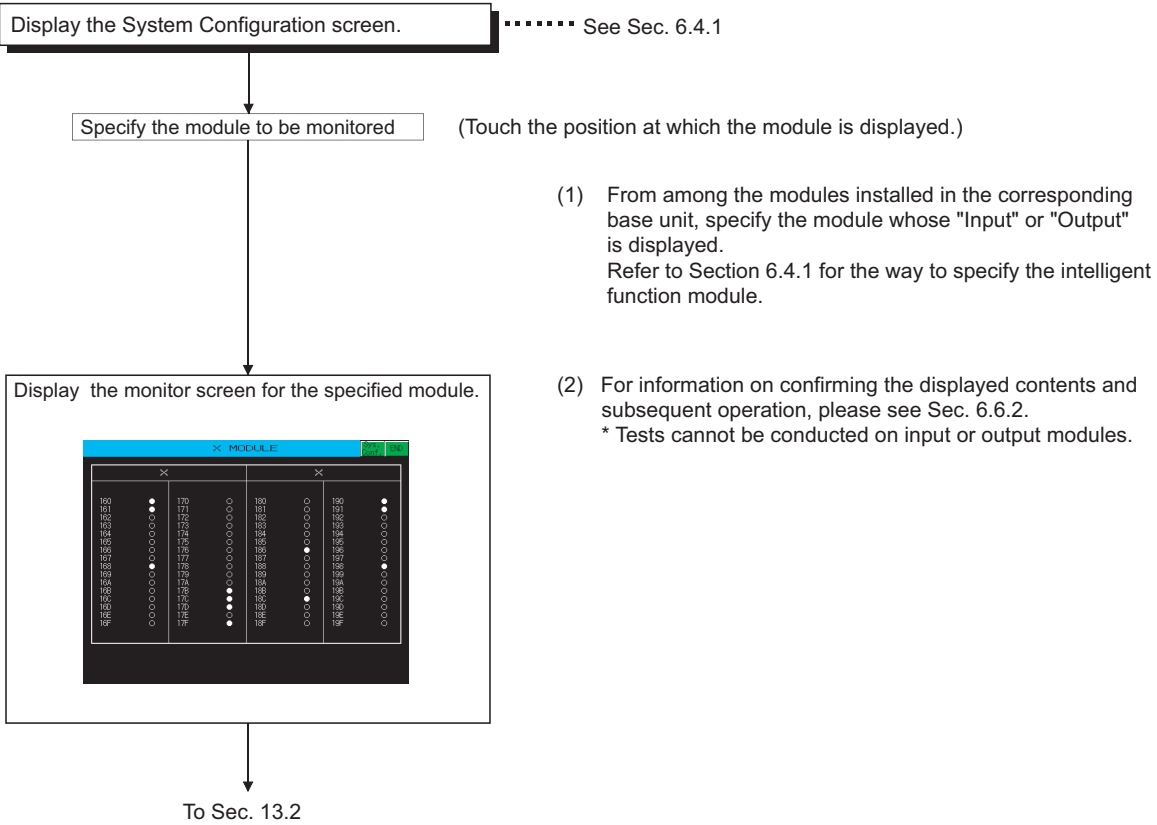 Display the System Configuration screen.
See Sec. 6.4.1
Specify the module to be monitored
(Touch the position at which the module is displayed.)
(1) From among the modules installed in the corresponding
base unit, specify the module whose "Input" or "Output"
is displayed.
Refer to Section 6.4.1 for the way to specify the intelligent
function module.
Display the monitor screen for the specified module.
(2) For information on confirming the displayed contents and
subsequent operation, please see Sec. 6.6.2.
* Tests cannot be conducted on input or output modules.
X MODULE
Sys.
Conf.
END
X X
160 170 180 190
161 171 181 191
162 172 182 192
163 173 183 193
164 174 184 194
165 175 185 195
166 176 186 196
167 177 187 197
168 178 188 198
169 179 189 199
16A 17A 18A 19A
16B 17B 18B 19B
16C 17C 18C 19C
16D 17D 18D 19D
16E 17E 18E 19E
16F 17F 18F 19F
To Sec. 13.2